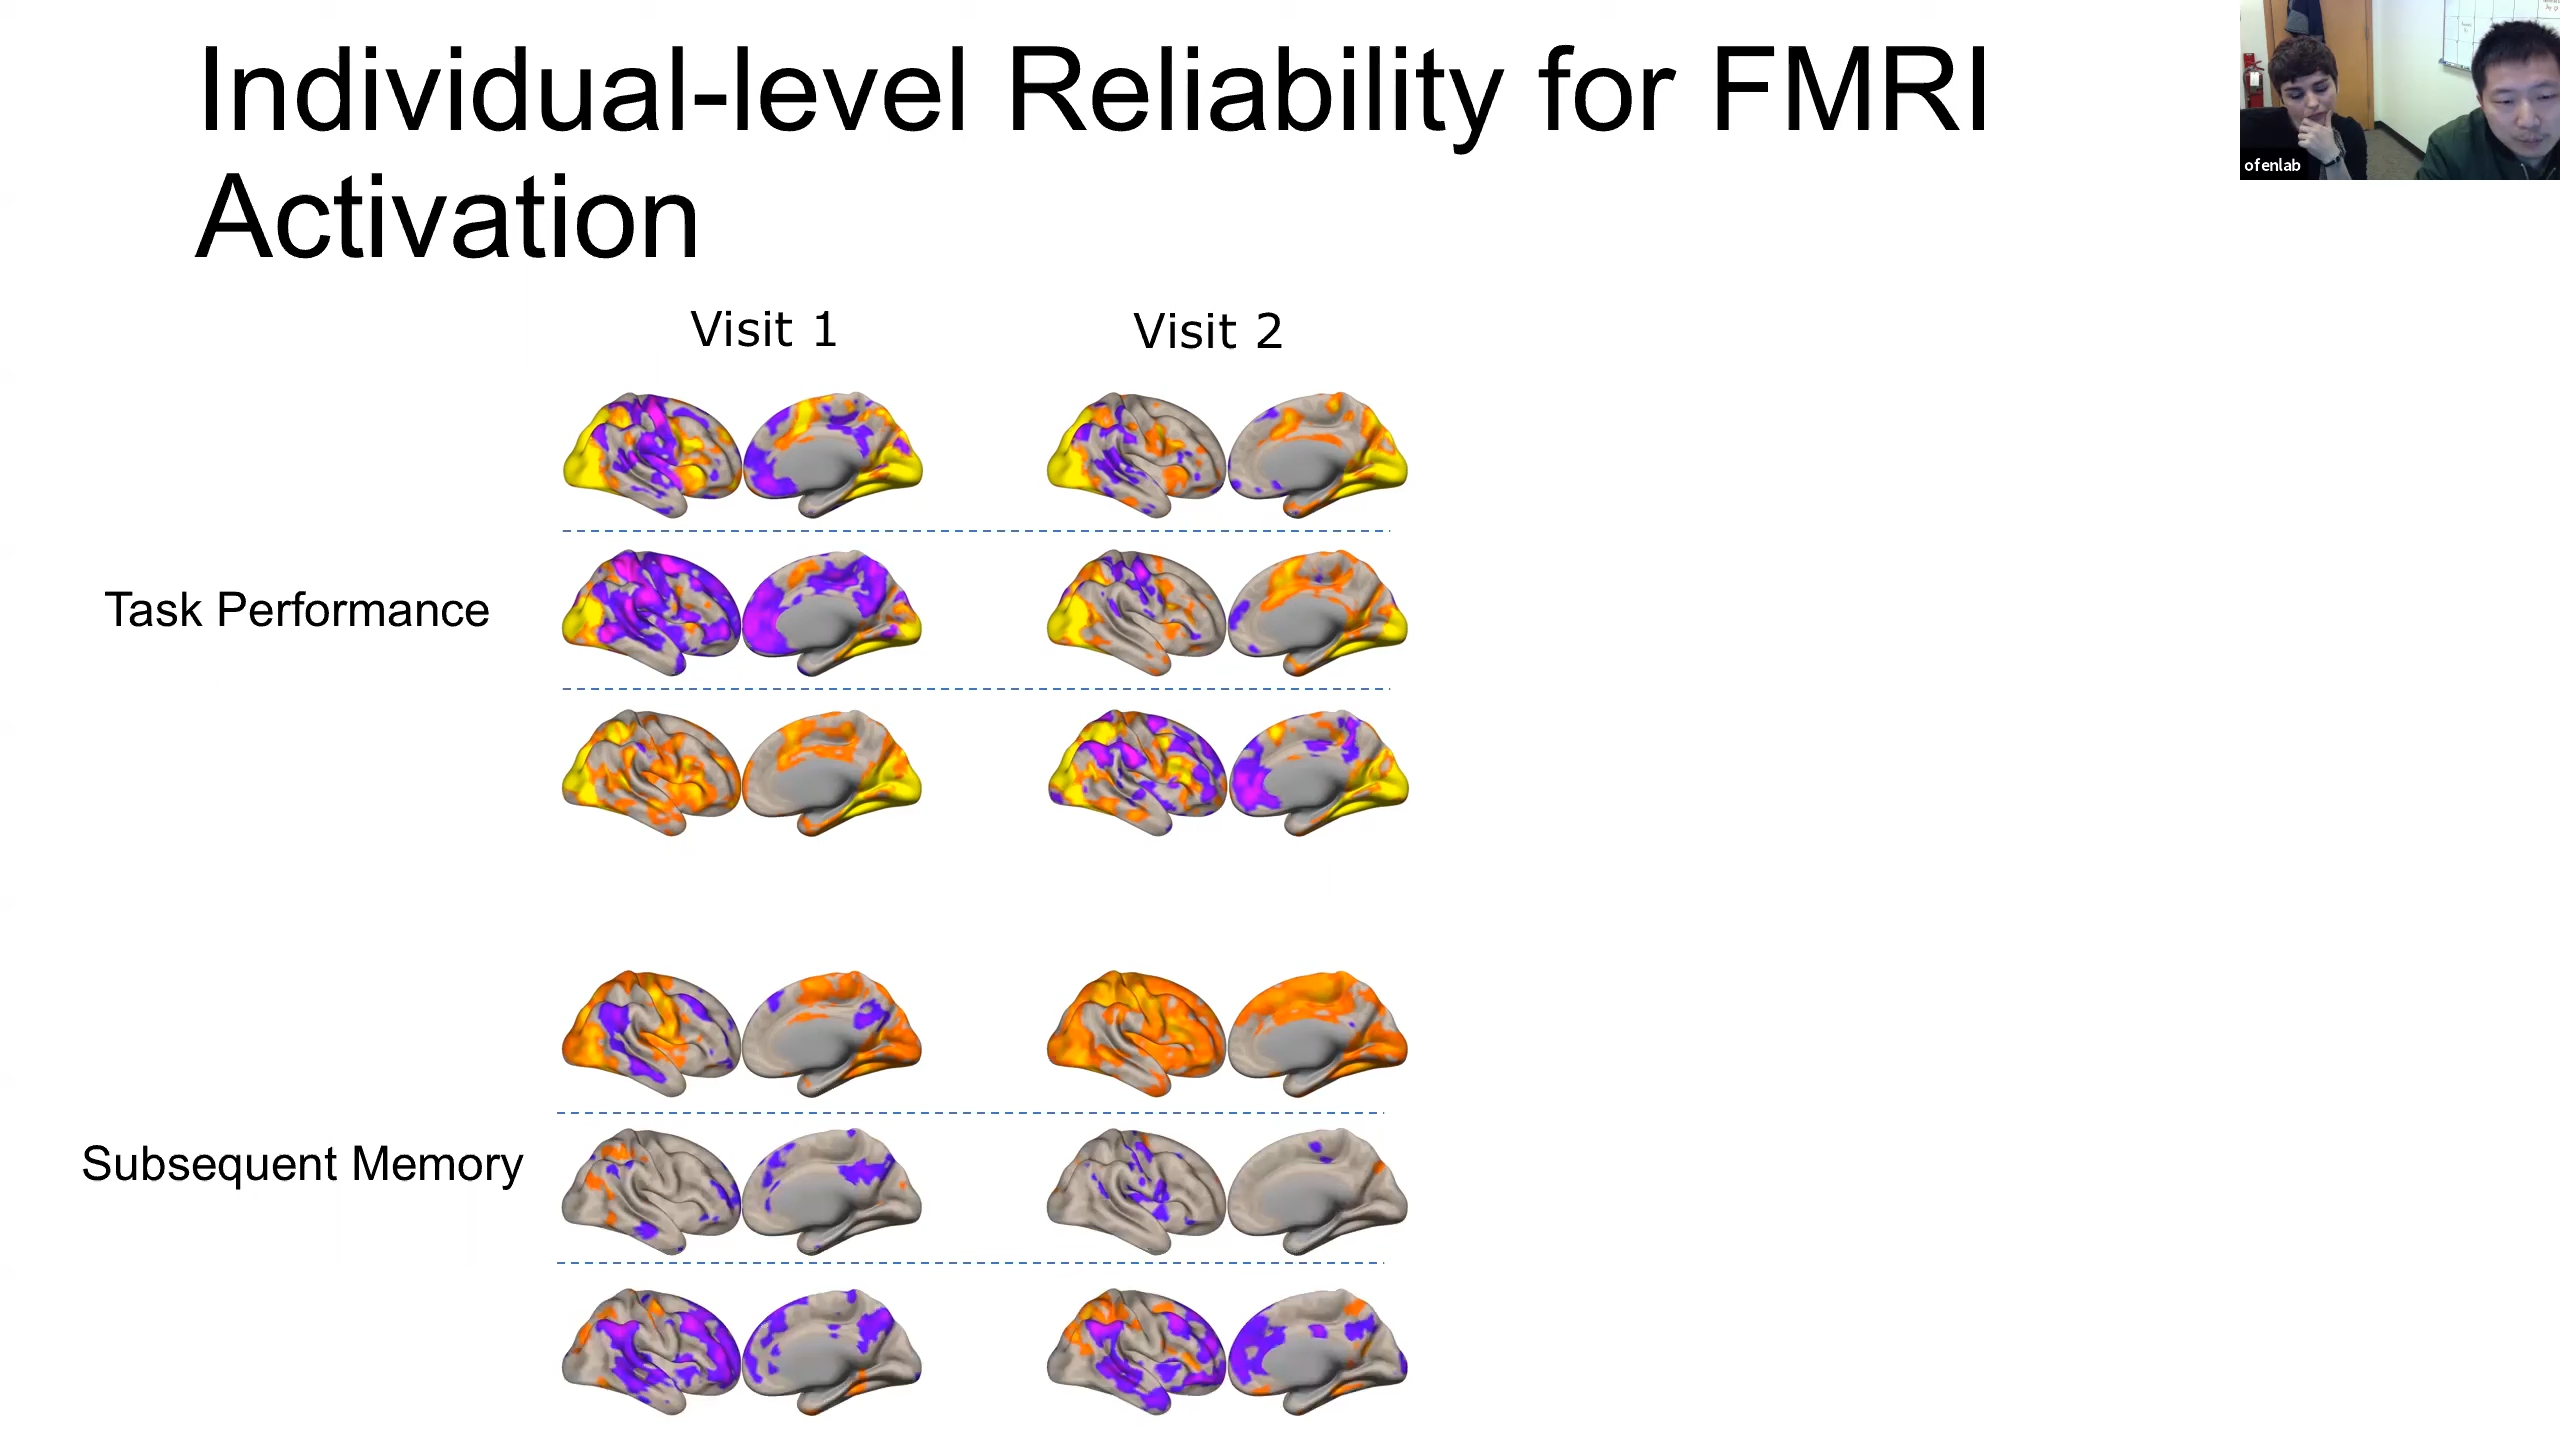 Individual-level Reliability for FMRI
Activation
ofenlab
Visit 1
Visit 2
Task Performance
Subsequent Memory